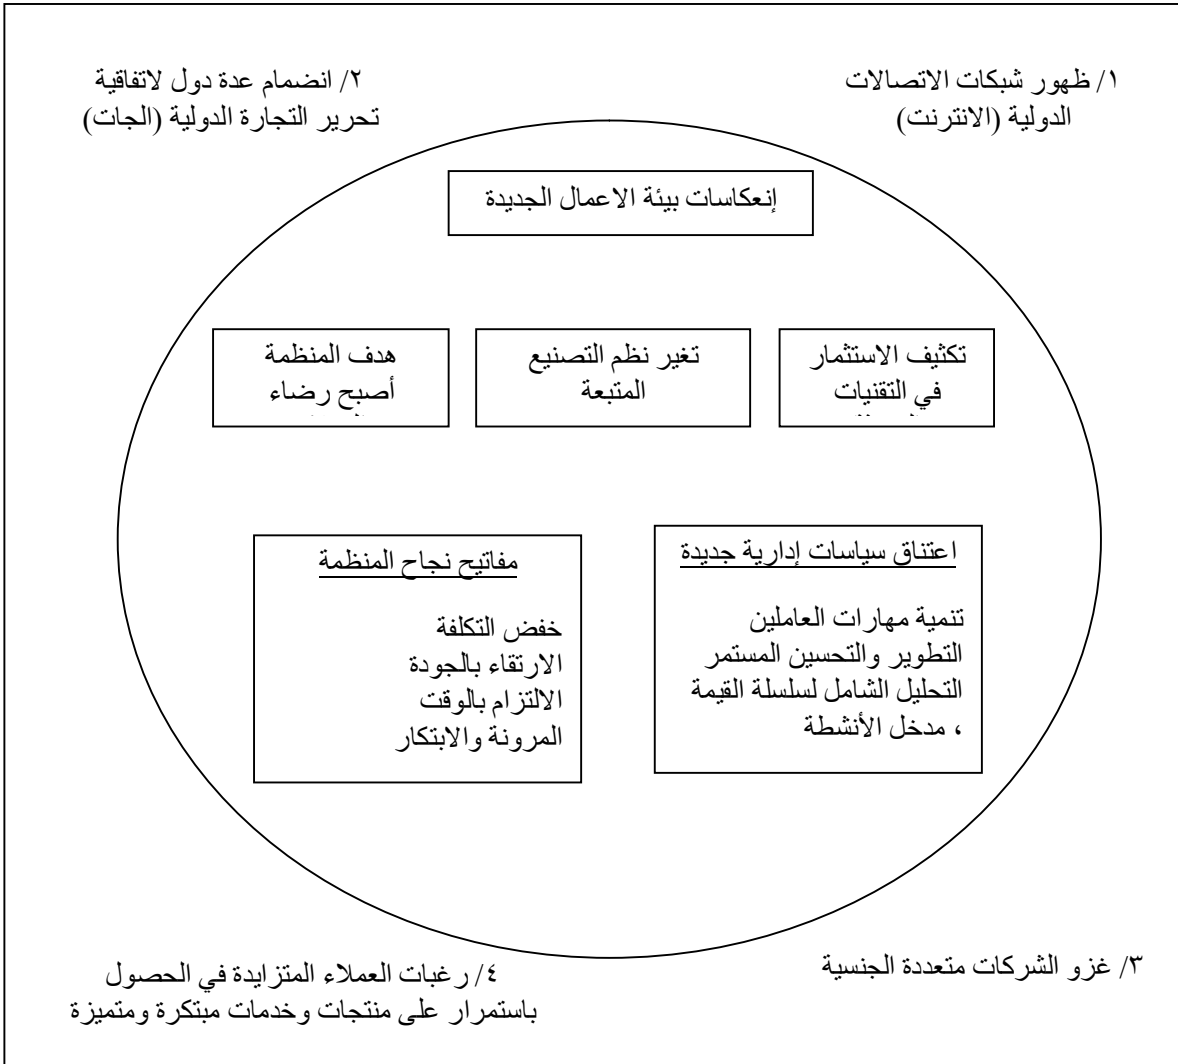 ١/ ظهور شبكات الاتصالات
الدولية (الانترنت)
٢/ انضمام عدة دول لاتفاقية
تحرير التجارة الدولية (الجات)
إنعكاسات بيئة الاعمال الجديدة
تكثيف الاستثمار
في التقنيات
تغير نظم التصنيع
المتبعة
هدف المنظمة
أصبح رضاء
اعتناق سياسات إدارية جديدة
تنمية مهارات العاملين
التطوير والتحسين المستمر
التحليل الشامل لسلسلة القيمة
، مدخل الأنشطة
مفاتيح نجاح المنظمة
خفض التكلفة
الارتقاء بالجودة
الالتزام بالوقت
المرونة والابتكار
٣/ غزو الشركات متعددة الجنسية
٤/ رغبات العملاء المتزايدة في الحصول
باستمرار على منتجات وخدمات مبتكرة ومتميزة